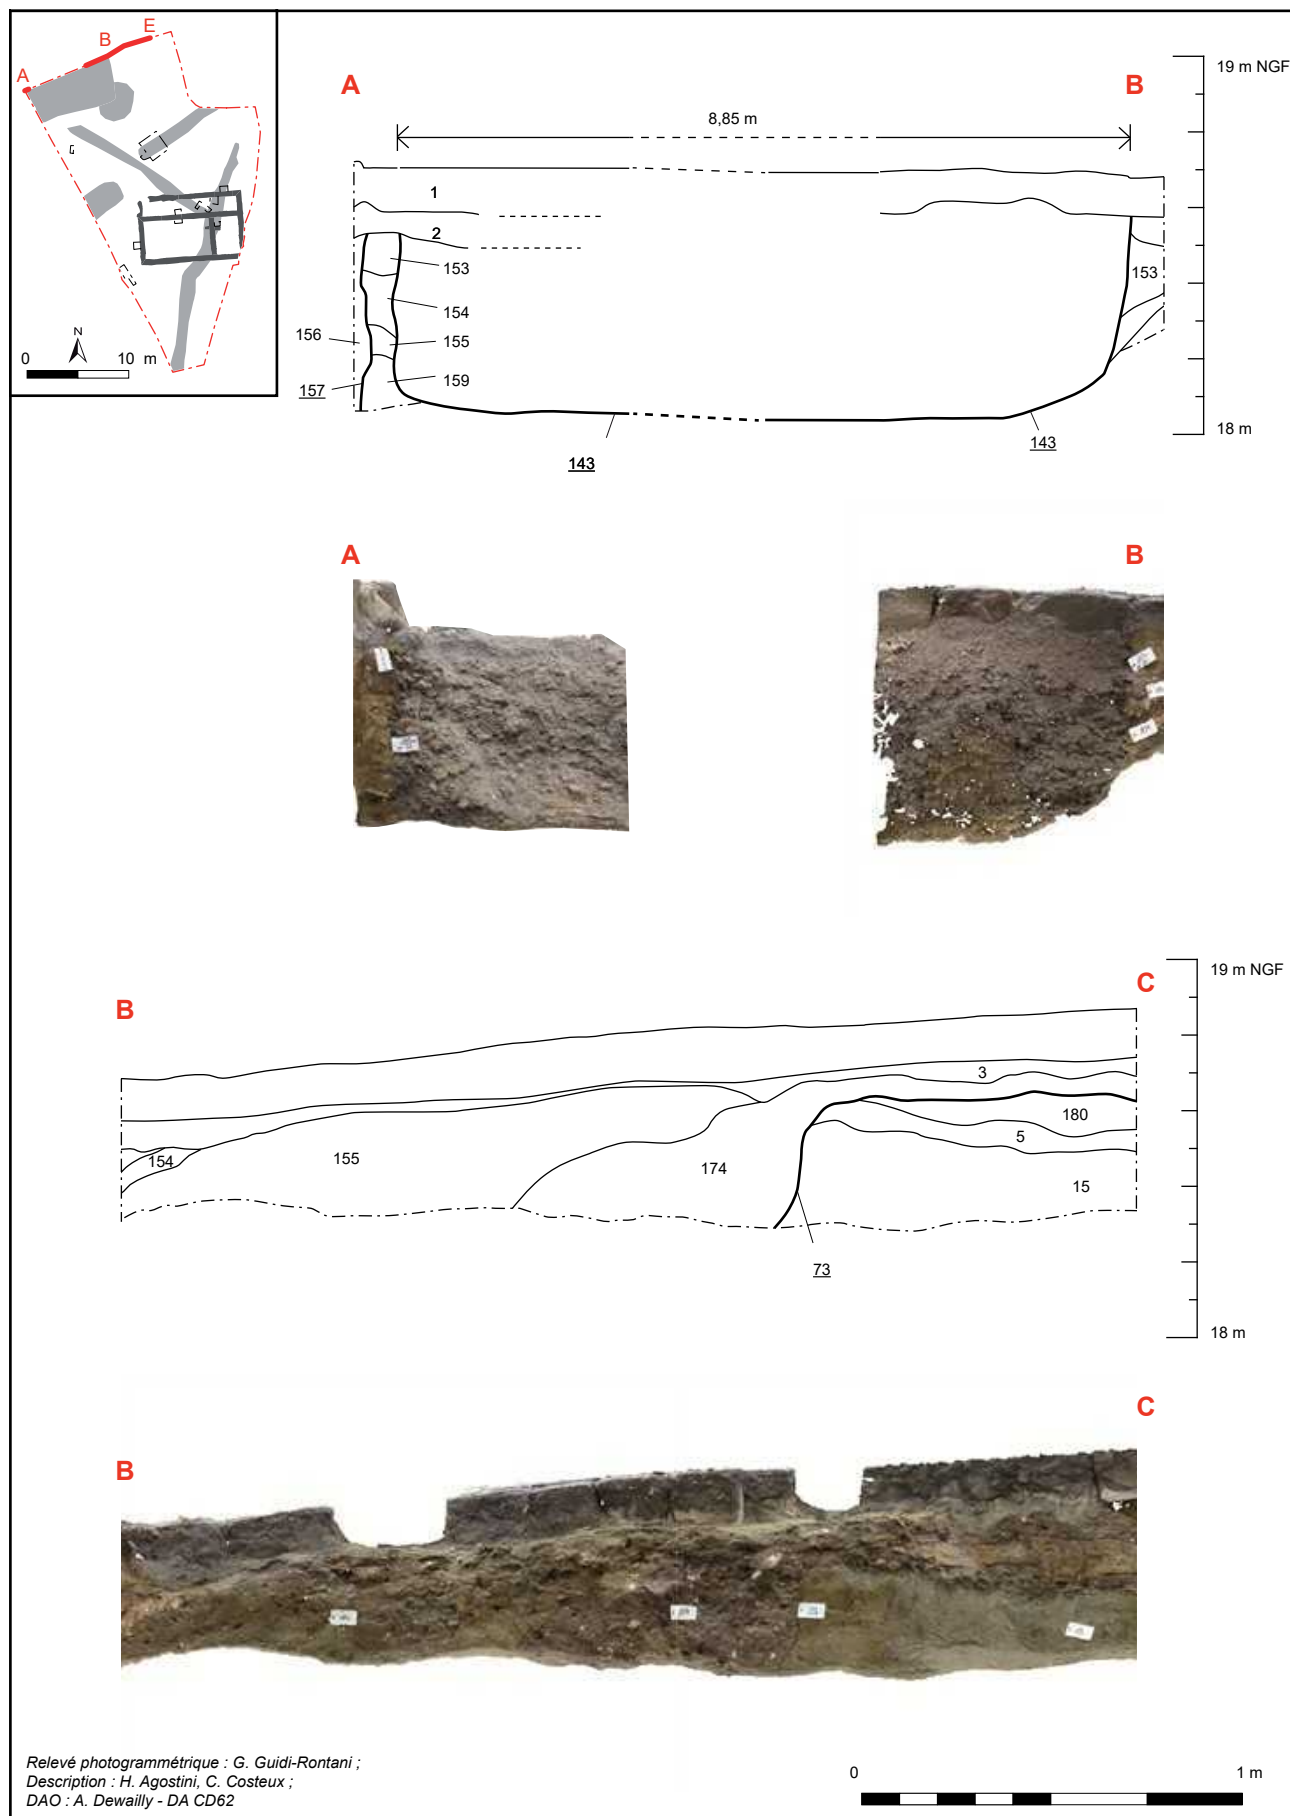 A
B
E
N
0 10 m
A
B
19 m NGF
8,85 m
1
2
153
153
154
156
155
157
159
18 m
143
143
A
B
19 m NGF
C
B
3
180
154
155
5
174
15
73
18 m
C
B
Relevé photogrammétrique : G. Guidi-Rontani ;
Description : H. Agostini, C. Costeux ;
DAO : A. Dewailly - DA CD62
0 1 m